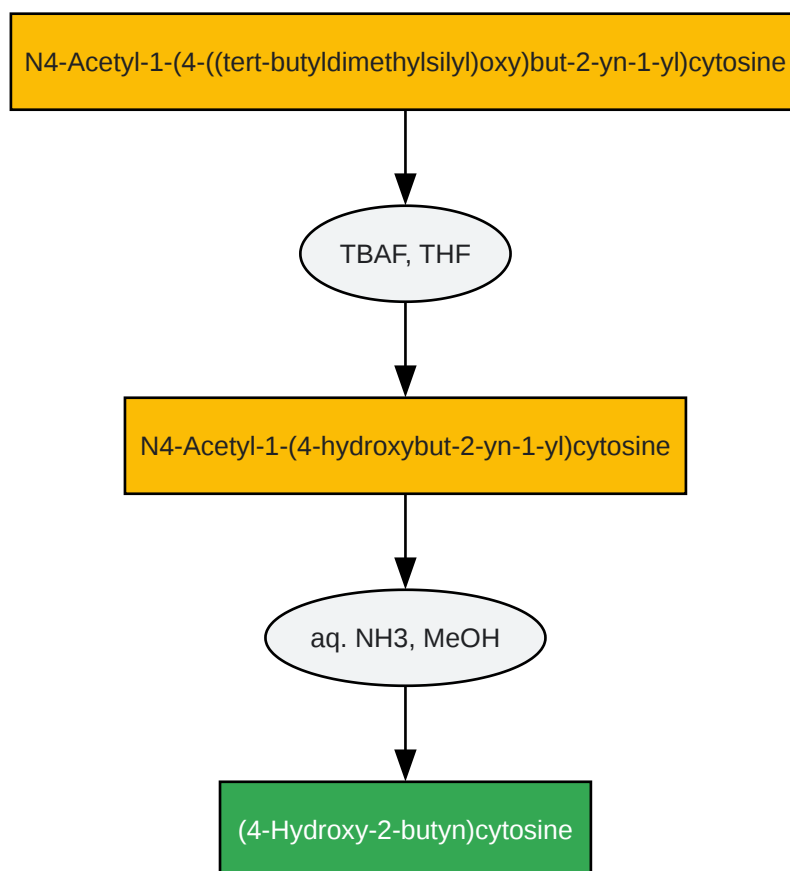 N4-Acetyl-1-(4-((tert-butyldimethylsilyl)oxy)but-2-yn-1-yl)cytosine
TBAF, THF
N4-Acetyl-1-(4-hydroxybut-2-yn-1-yl)cytosine
aq. NH3, MeOH
(4-Hydroxy-2-butyn)cytosine